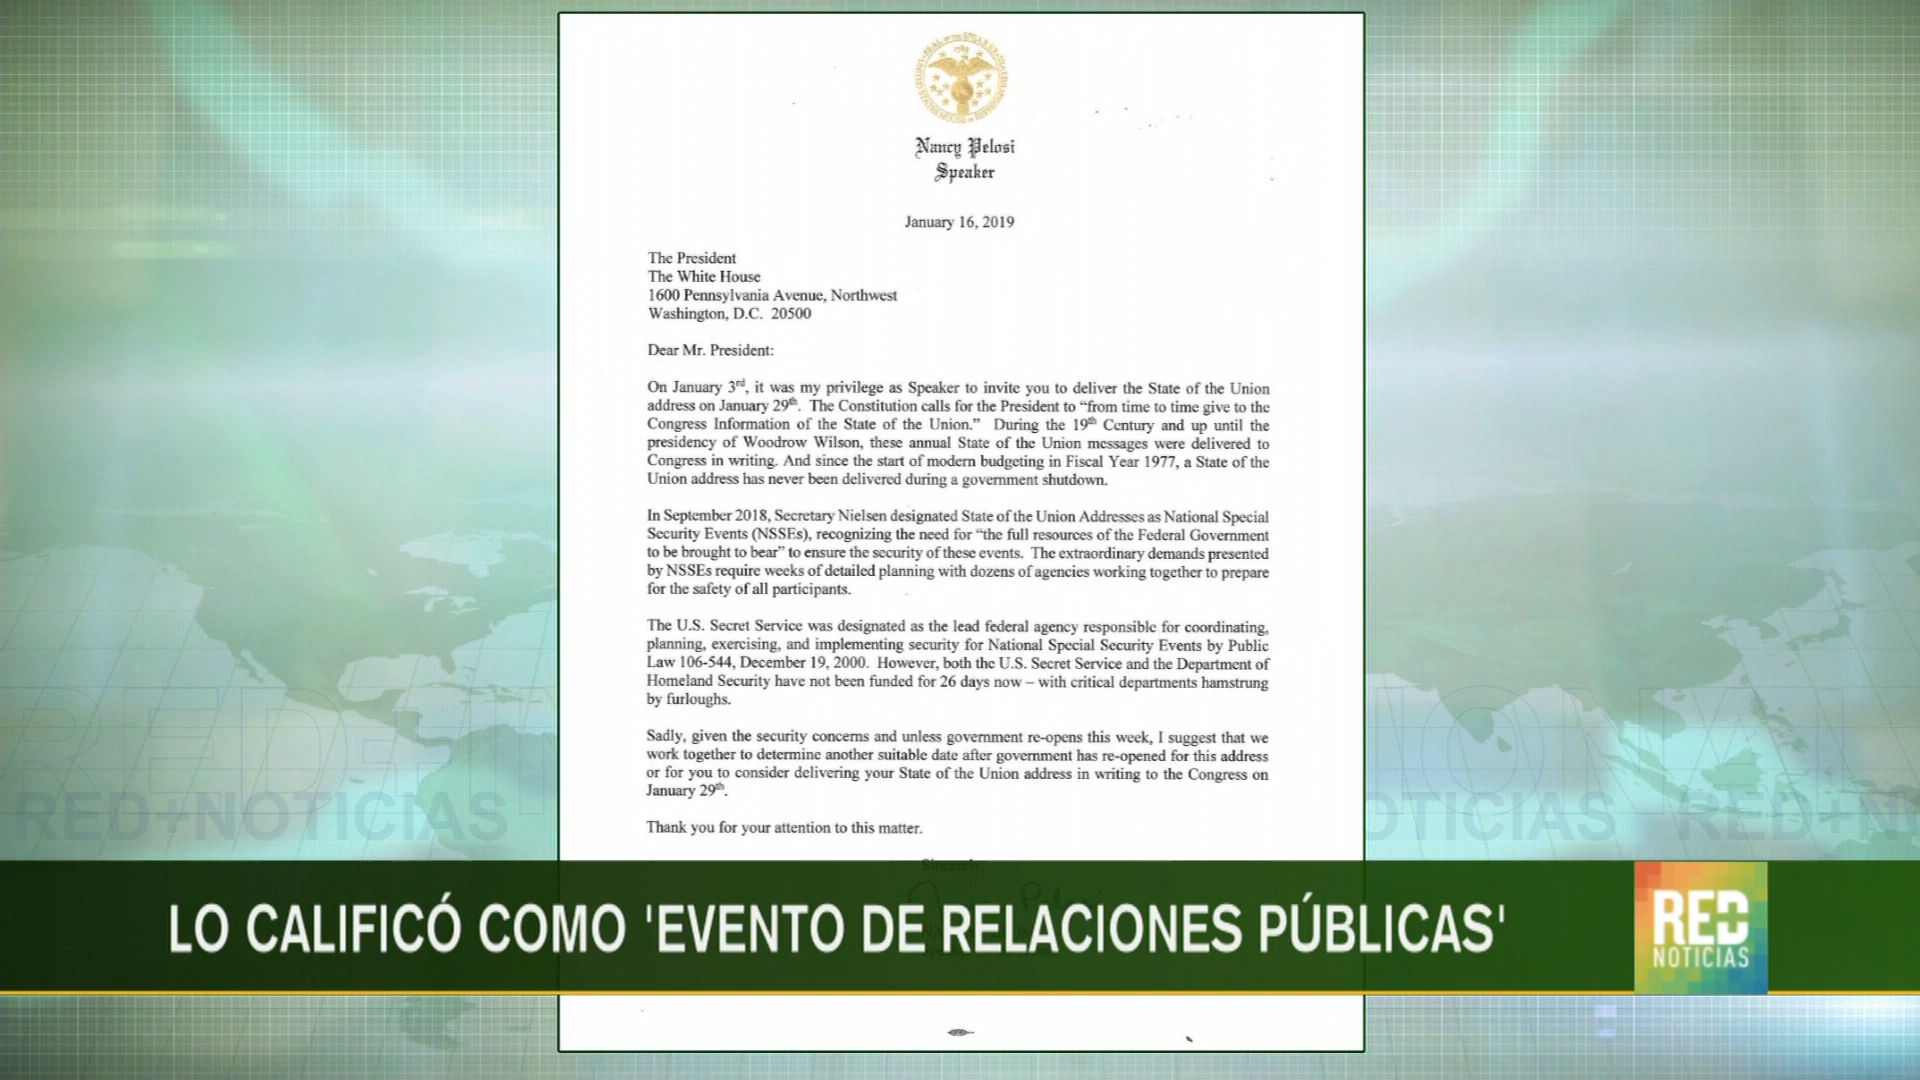 Nancy Pelosi
Speaker
January 16, 2019
The President
The White House
1600 Pennsylvania Avenue, Northwest
Washington, D.C. 20500
Dear Mr. President:
On January 3rd, it was my privilege as Speaker to invite you to deliver the State of the Union
address on January 29th. The Constitution calls for the President to “from time to time give to the
Congress Information of the State of the Union.” During the 19th Century and up until the
presidency of Woodrow Wilson, these annual State of the Union messages were delivered to
Congress in writing. And since the start of modern budgeting in Fiscal Year 1977, a State of the
Union address has never been delivered during a government shutdown.
In September 2018, Secretary Nielsen designated State of the Union Addresses as National Special
Security Events (NSSEs), recognizing the need for “the full resources of the Federal Government
to be brought to bear” to ensure the security of these events. The extraordinary demands presented
by NSSEs require weeks of detailed planning with dozens of agencies working together to prepare
for the safety of all participants.
The U.S. Secret Service was designated as the lead federal agency responsible for coordinating,
planning, exercising, and implementing security for National Special Security Events by Public
Law 106-544, December 19, 2000. However, both the U.S. Secret Service and the Department of
Homeland Security have not been funded for 26 days now – with critical departments hamstrung
by furloughs.
Sadly, given the security concerns and unless government re-opens this week, I suggest that we
work together to determine another suitable date after government has re-opened for this address
or for you to consider delivering your State of the Union address in writing to the Congress on
January 29th.
Thank you for your attention to this matter.
Sincerely,
RED+NOTICIAS
LO CALIFICÓ COMO 'EVENTO DE RELACIONES PÚBLICAS'
RED+
NOTICIAS